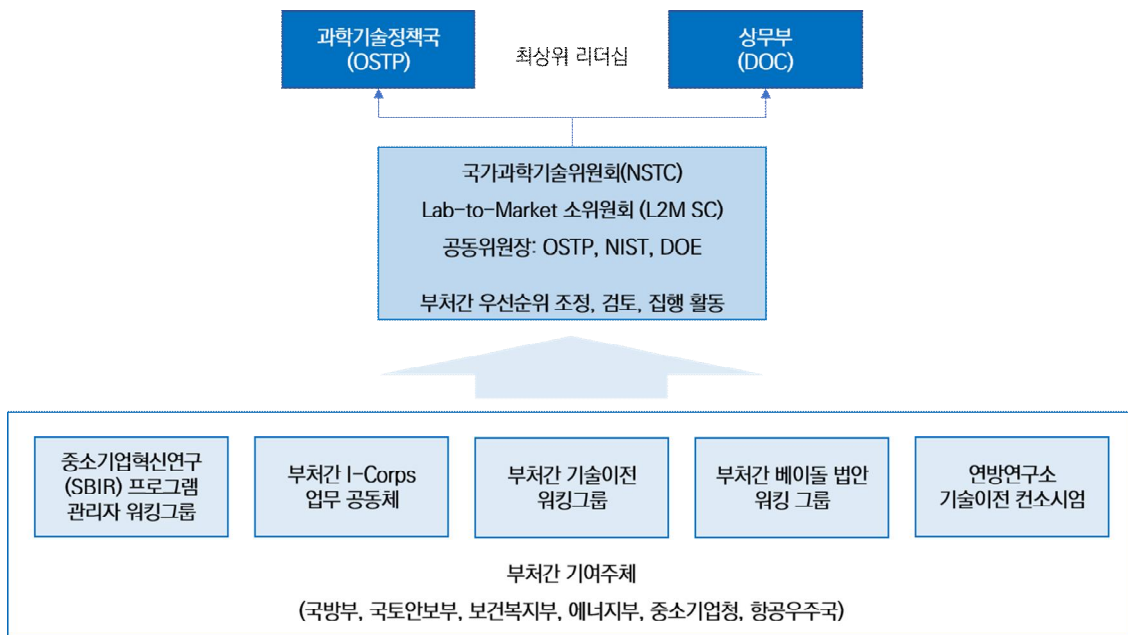 과학기술정책국
(OSTP)
최상위 리더십
상무부
(DOC)
국가과학기술위원회(NSTC)
Lab-to-Market 소위원회 (L2M SC)
공동위원장: OSTP, NIST, DOE
부처간 우선순위 조정, 검토, 집행 활동
중소기업혁신연구
(SBIR) 프로그램
관리자 워킹그룹
부처간 I-Corps
업무 공동체
부처간 기술이전
워킹그룹
부처간 베이돌 법안
워킹 그룹
연방연구소
기술이전 컨소시엄
부처간 기여주체
(국방부, 국토안보부, 보건복지부, 에너지부, 중소기업청, 항공우주국)